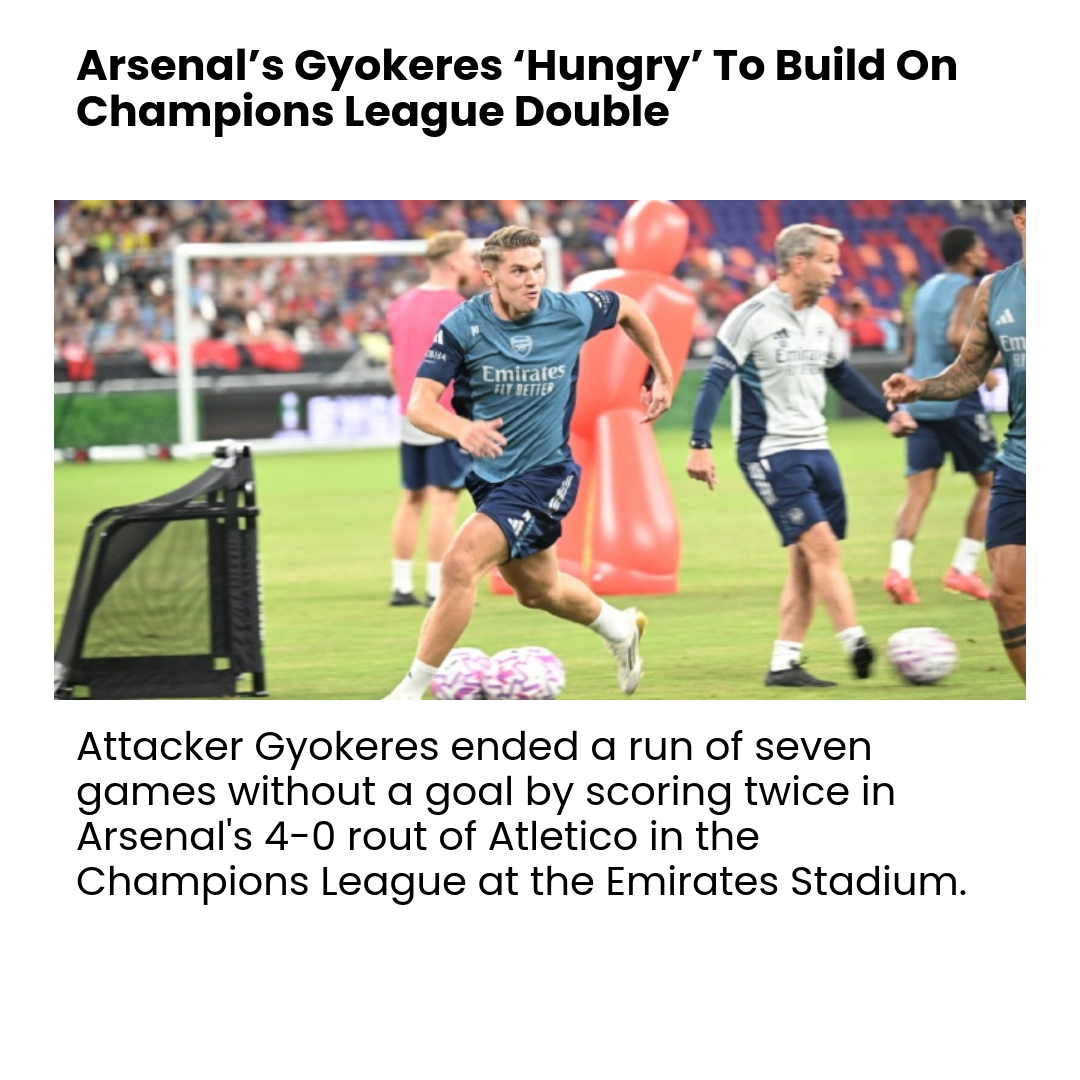 Arsenal’s Gyokeres ‘Hungry’ To Build On
Champions League Double
Emirates
FLY BETTER
Emirates
FLY BETTER
Attacker Gyokeres ended a run of seven
games without a goal by scoring twice in
Arsenal's 4-0 rout of Atletico in the
Champions League at the Emirates Stadium.